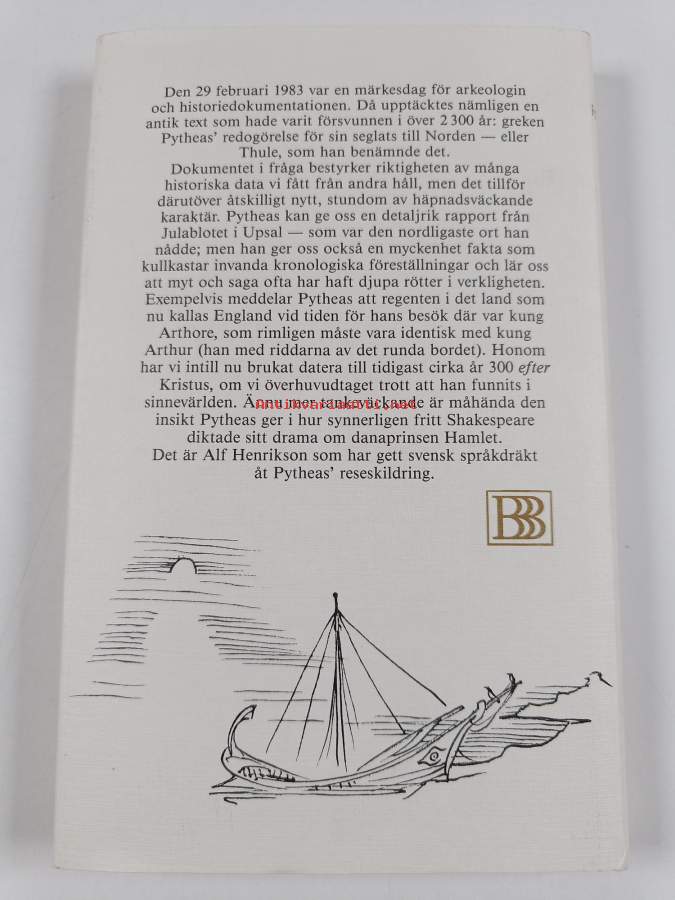 Den 29 februari 1983 var en märkesdag för arkeologin
och historiedokumentationen. Då upptäcktes nämligen en
antik text som hade varit försvunnen i över 2 300 år: greken
Pytheas' redogörelse för sin seglats till Norden — eller
Thule, som han benämnde det.
Dokumentet i fråga bestyrker riktigheten av många
historiska data vi fått från andra håll, men det tillför
därutöver åtskilligt nytt, stundom av häpnadsväckande
karaktär. Pytheas kan ge oss en detaljrik rapport från
Julablotet i Upsal — som var den nordligaste ort han
nådde; men han ger oss också en myckenhet fakta som
kullkastar invanda kronologiska föreställningar och lär oss
att myt och saga ofta har haft djupa rötter i verkligheten.
Exempelvis meddelar Pytheas att regenten i det land som
nu kallas England vid tiden för hans besök där var kung
Arthore, som rimligen måste vara identisk med kung
Arthur (han med riddarna av det runda bordet). Honom
har vi intill nu brukat datera till tidigast cirka år 300 efter
Kristus, om vi överhuvudtaget trott att han funnits i
sinnevärlden. Ännu mer tankeväckande är måhända den
insikt Pytheas ger i hur synnerligen fritt Shakespeare
diktade sitt drama om danaprinsen Hamlet.
Det är Alf Henrikson som har gett svensk språkdräkt
åt Pytheas' reseskildring.
BBB